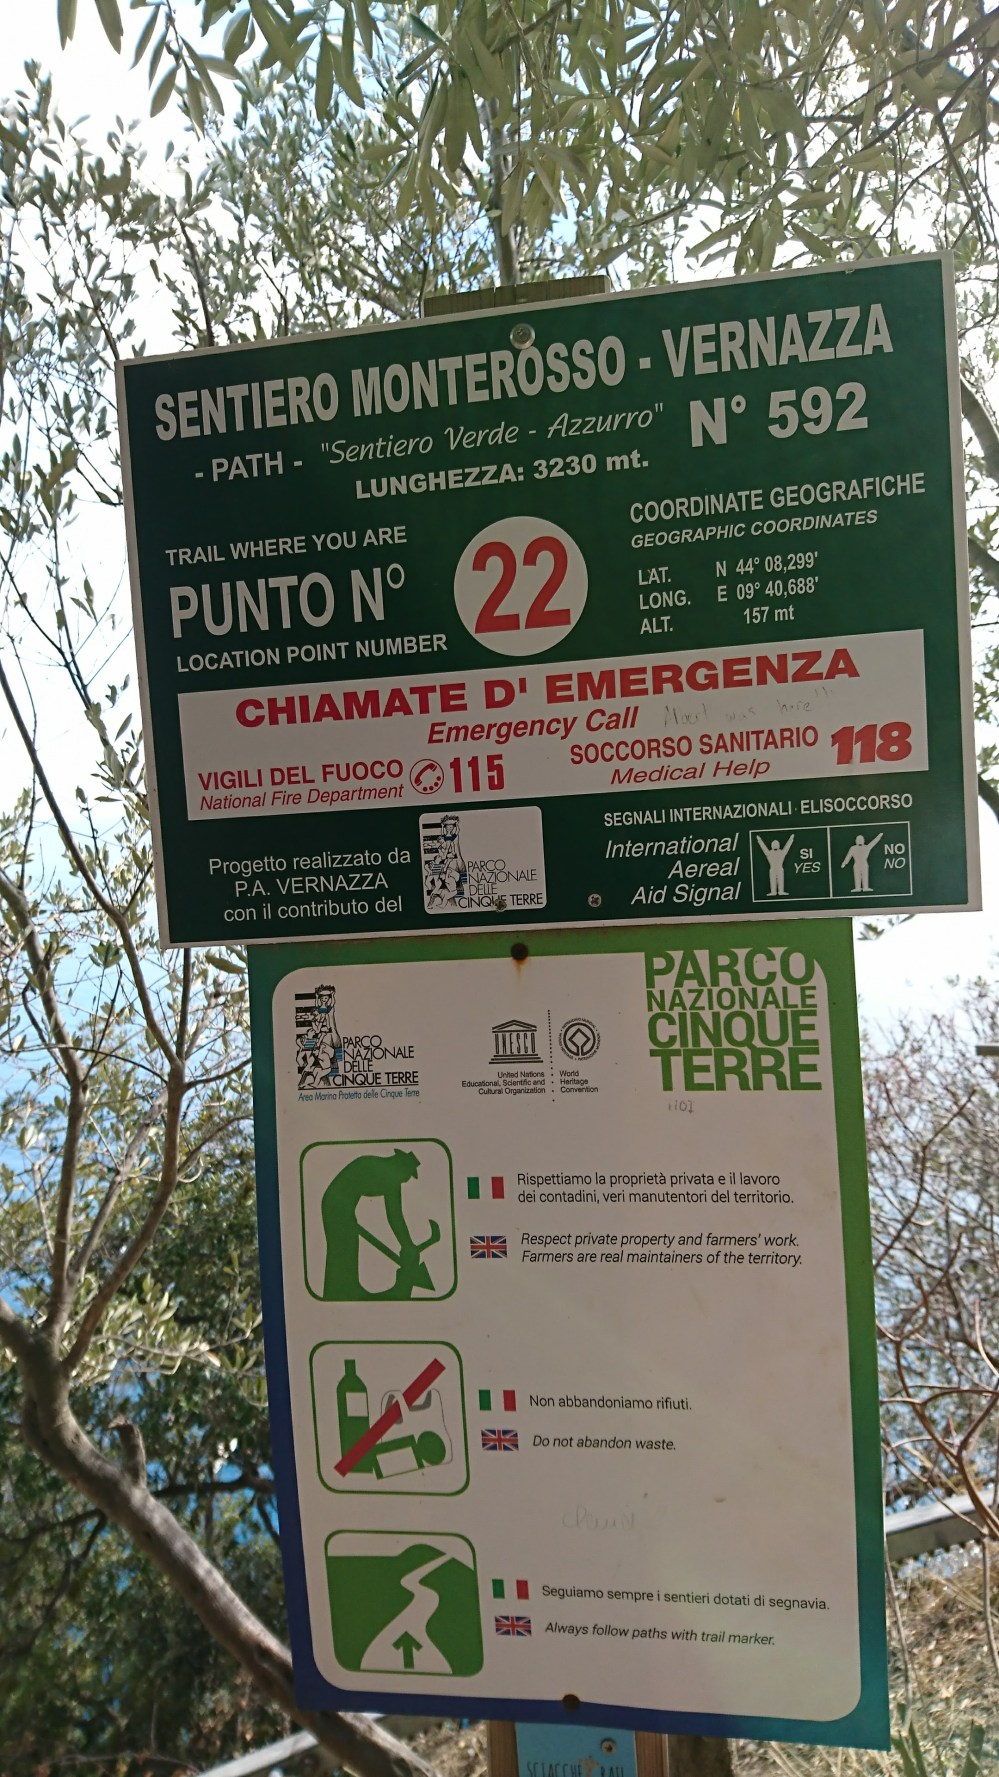 SENTIERO MONTEROSSO - VERNAZZA
- PATH - "Sentiero Verde - Azzurro" N° 592
LUNGHEZZA: 3230 mt.
TRAIL WHERE YOU ARE
PUNTO N°
LOCATION POINT NUMBER
22
COORDINATE GEOGRAFICHE
GEOGRAPHIC COORDINATES
LAT. N 44° 08,299'
LONG. E 09° 40,688'
ALT. 157 mt
CHIAMATE D' EMERGENZA
Emergency Call
VIGILI DEL FUOCO 115
National Fire Department
SOCCORSO SANITARIO 118
Medical Help
Progetto realizzato da
P.A. VERNAZZA
con il contributo del
PARCO
NAZIONALE
DELLE
CINQUE TERRE
SEGNALI INTERNAZIONALI ELISOCCORSO
International
Aereal
Aid Signal
SI
YES
NO
NO
PARCO
NAZIONALE
DELLE
CINQUE TERRE
Area Marina Protetta delle Cinque Terre
UNESCO
United Nations
Educational, Scientific and
Cultural Organization
World
Heritage
Convention
PARCO
NAZIONALE
CINQUE
TERRE
Rispettiamo la proprietà privata e il lavoro
dei contadini, veri manutentori del territorio.
Respect private property and farmers' work.
Farmers are real maintainers of the territory.
Non abbandoniamo rifiuti.
Do not abandon waste.
Seguiamo sempre i sentieri dotati di segnavia.
Always follow paths with trail marker.